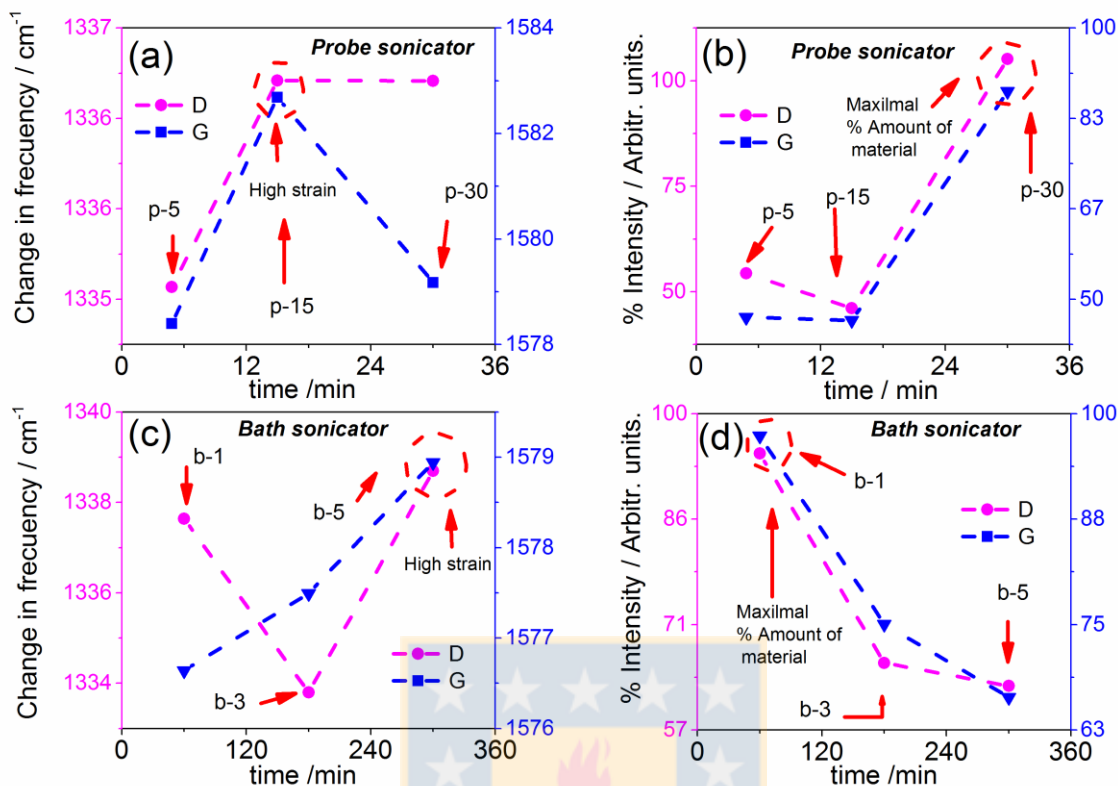 (a)
Probe sonicator
Change in frecuency / cm-1
1337
1336
1336
1335
1584
1582
1580
1578
D
G
p-5
High strain
p-15
p-30
0 12 24 36
time /min
(b)
Probe sonicator
% Intensity / Arbitr. units.
100
75
50
100
83
67
50
D
G
Maxilmal
% Amount of
material
p-5
p-15
p-30
0 12 24 36
time / min
(c)
Bath sonicator
Change in frecuency / cm-1
1340
1338
1336
1334
1333
1579
1578
1577
1576
b-1
b-5
High strain
b-3
D
G
0 120 240 360
time /min
(d)
Bath sonicator
% Intensity / Arbitr. units.
100
86
71
57
100
88
75
63
b-1
D
G
b-5
Maxilmal
% Amount of
material
b-3
0 120 240 360
time /min